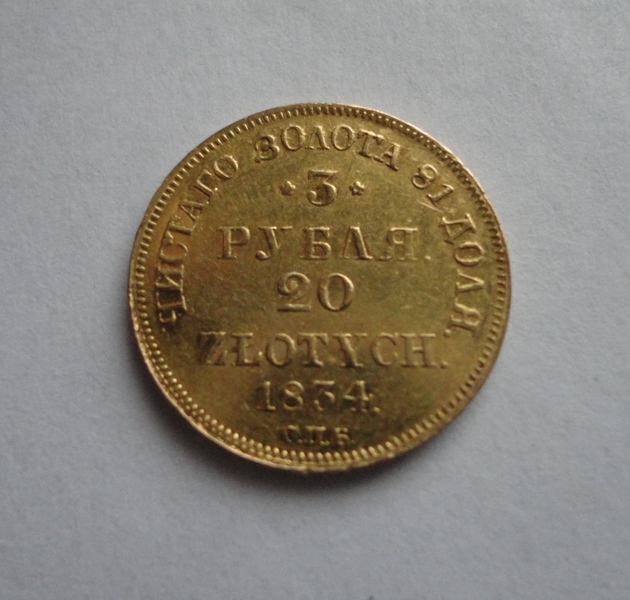 ЧИСТАГО ЗОЛОТА 81 ДОЛЯ.
* 3 *
РУБЛЯ.
20
ZŁOTYCH.
1834.
С.П.Б.